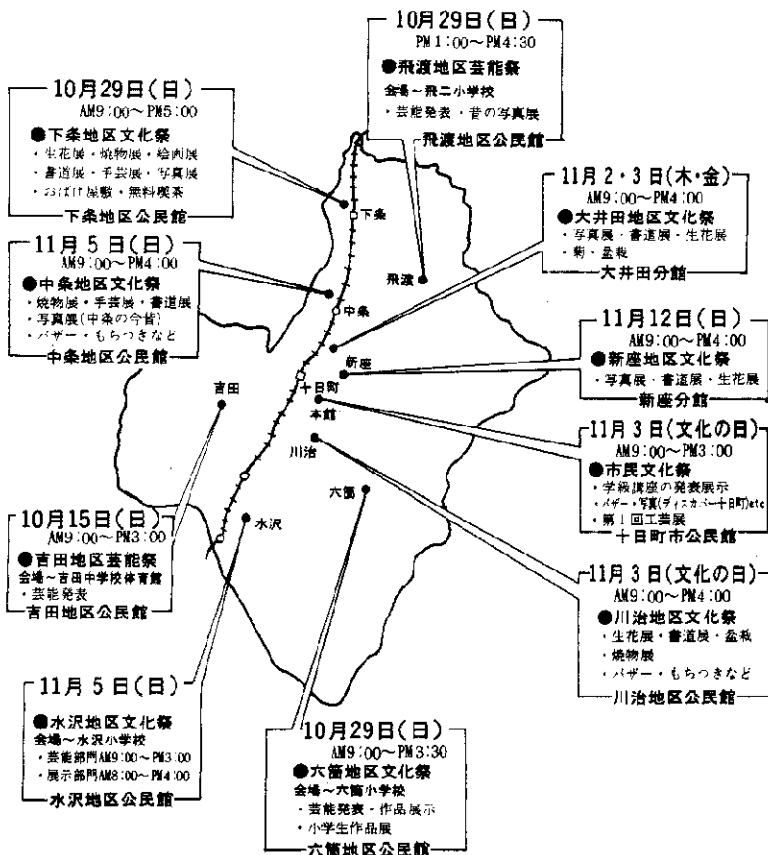 10月29日(日)
PM1:00〜PM4:30
●飛渡地区芸能祭
会場〜飛二小学校
・芸能発表・昔の写真展
飛渡地区公民館
10月29日(日)
AM9:00〜PM5:00
●下条地区文化祭
・生花展・焼物展・絵画展
・書道展・手芸展・写真展
・おばけ屋敷・無料喫茶
下条地区公民館
11月2・3日(木・金)
AM9:00〜PM4:00
●大井田地区文化祭
・写真展・書道展・生花展
・菊・盆栽
大井田分館
11月5日(日)
AM9:00〜PM4:00
●中条地区文化祭
・焼物展・手芸展・書道展
・写真展(中条の今昔)
・バザー・もちつきなど
中条地区公民館
11月12日(日)
AM9:00〜PM4:00
●新座地区文化祭
・写真展・書道展・生花展
新座分館
11月3日(文化の日)
AM9:00〜PM3:00
●市民文化祭
・学級講座の発表展示
・バザー・写真(ディスカバー十日町)etc
・第1回工芸展
十日町市公民館
11月3日(文化の日)
AM9:00〜PM4:00
●川治地区文化祭
・生花展・書道展・盆栽
・焼物展
・バザー・もちつきなど
川治地区公民館
10月15日(日)
AM9:00〜PM3:00
●吉田地区芸能祭
会場〜吉田中学校体育館
・芸能発表
吉田地区公民館
11月5日(日)
●水沢地区文化祭
会場〜水沢小学校
・芸能部門AM9:00〜PM3:00
・展示部門AM8:00〜PM4:00
水沢地区公民館
10月29日(日)
AM9:00〜PM3:30
●六箇地区文化祭
会場〜六箇小学校
・芸能発表・作品展示
・小学生作品展
六箇地区公民館
下条
飛渡
中条
新座
十日町
本館
吉田
川治
六箇
水沢